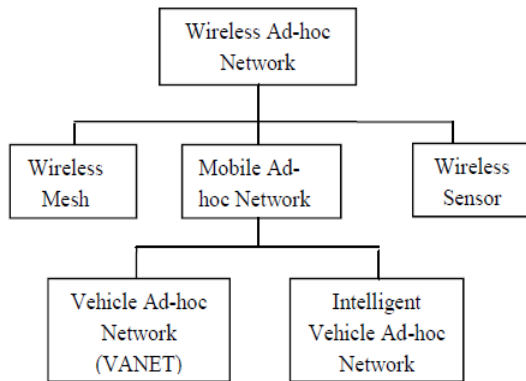 Wireless Ad-hoc
Network
Wireless
Mesh
Mobile Ad-
hoc Network
Wireless
Sensor
Vehicle Ad-hoc
Network
(VANET)
Intelligent
Vehicle Ad-hoc
Network